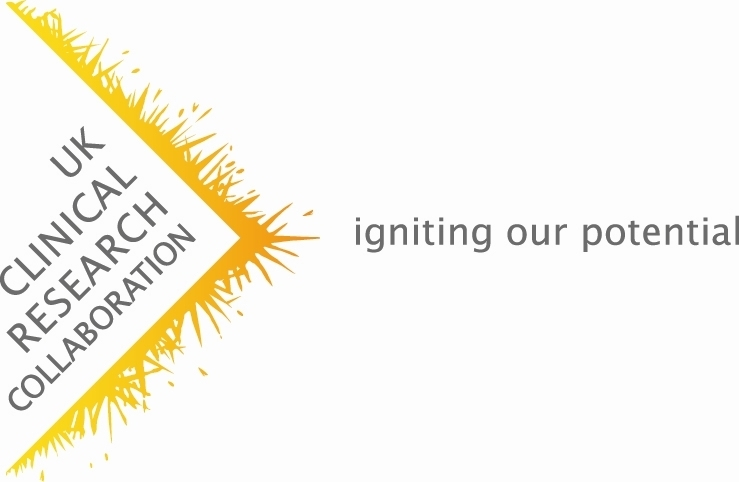 UK
CLINICAL
RESEARCH
COLLABORATION
igniting our potential